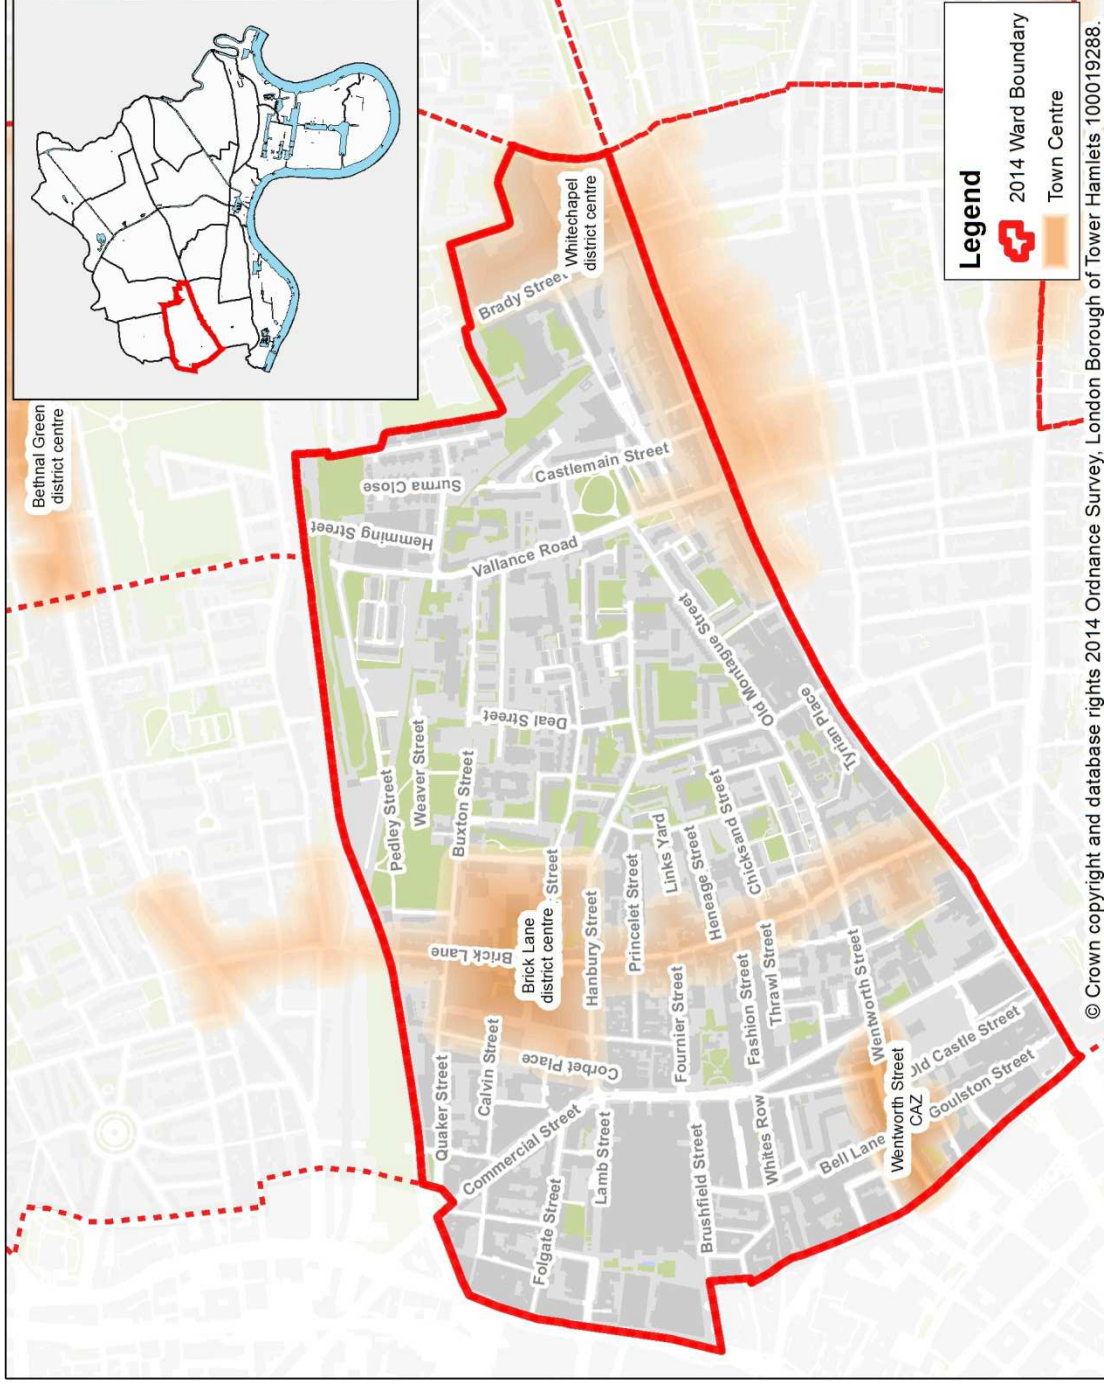 Bethnal Green
district centre
Whitechapel
district centre
Brady Street
Surma Close
Castlemain Street
Hemming Street
Vallance Road
Old Montague Street
Deal Street
Tyrian Place
Pedley Street
Weaver Street
Buxton Street
Links Yard
Heneage Street
Chicksand Street
Street
Brick Lane
Brick Lane
district centre
Hanbury Street
Princelet Street
Fournier Street
Fashion Street
Thrawl Street
Wentworth Street
Quaker Street
Calvin Street
Corbet Place
Commercial Street
Folgate Street
Lamb Street
Brushfield Street
Whites Row
Bell Lane
Wentworth Street
CAZ
Old Castle Street
Goulston Street
Legend
2014 Ward Boundary
Town Centre
© Crown copyright and database rights 2014 Ordnance Survey, London Borough of Tower Hamlets 100019288.